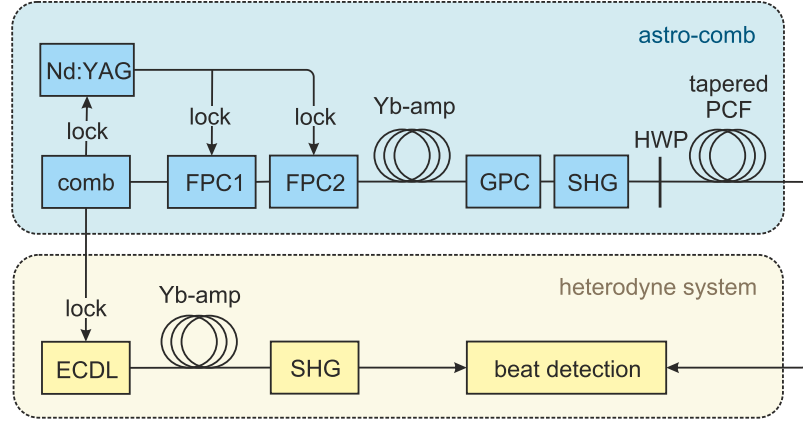 astro-comb
Nd:YAG
lock
lock
lock
Yb-amp
tapered
PCF
HWP
comb
FPC1
FPC2
GPC
SHG
heterodyne system
lock
Yb-amp
ECDL
SHG
beat detection